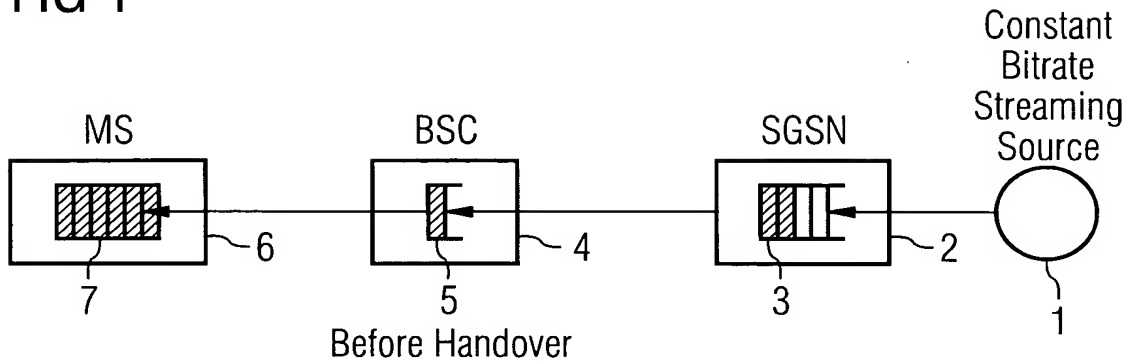 Constant
Bitrate
Streaming
Source
MS
BSC
SGSN
6
4
2
7
5
3
1
Before Handover